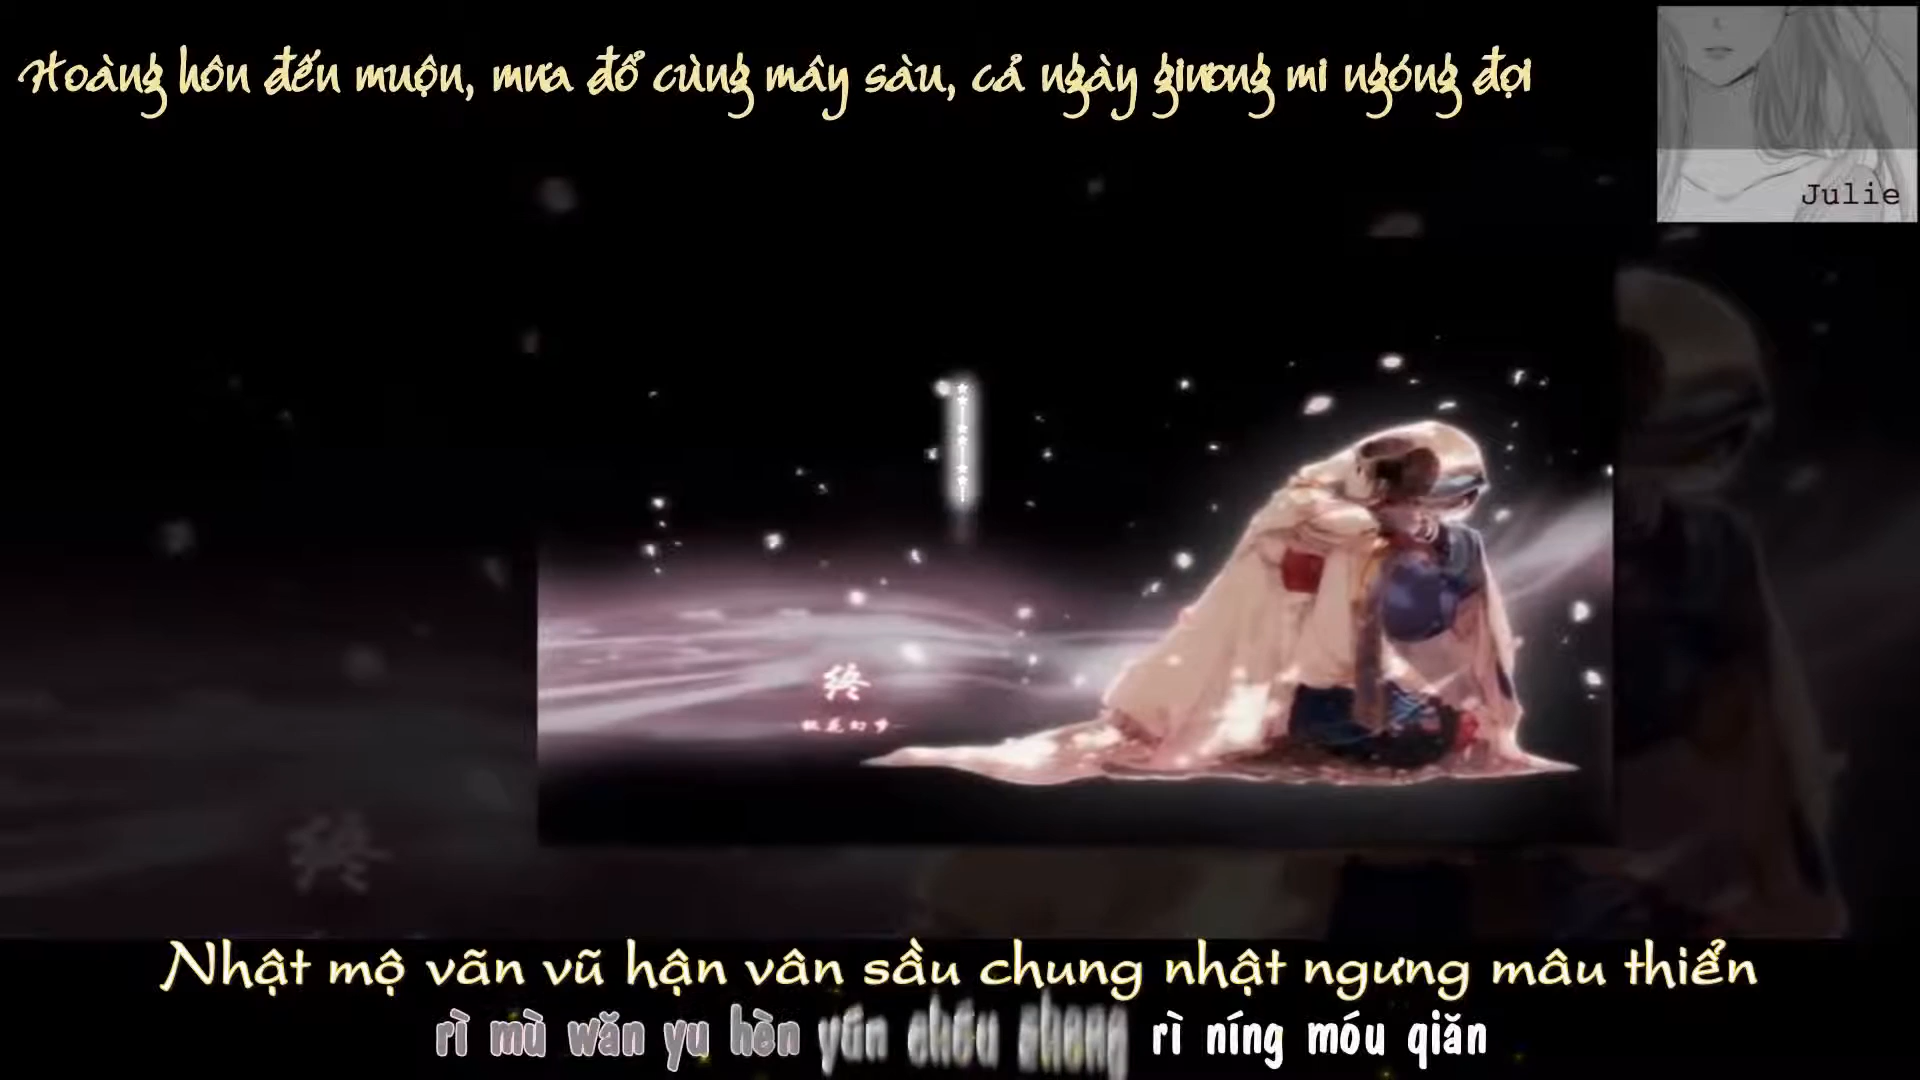 Hoàng hôn đến muộn, mưa đổ cùng mây sàu, cả ngày giương mi ngóng đợi
Julie
终
Nhật mộ vãn vũ hận vân sầu chung nhật ngưng mâu thiển
rì mù wǎn yu hèn yún chóu zhong rì níng móu qiǎn